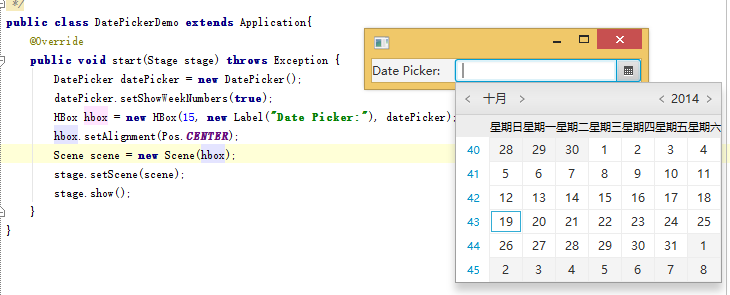 */
public class DatePickerDemo extends Application{
@Override
public void start(Stage stage) throws Exception {
DatePicker datePicker = new DatePicker();
datePicker.setShowWeekNumbers(true);
HBox hbox = new HBox(15, new Label("Date Picker:"), datePicker);
hbox.setAlignment(Pos.CENTER);
Scene scene = new Scene(hbox);
stage.setScene(scene);
stage.show();
}
}
Date Picker:
< 十月 > < 2014 >
星期日 星期一 星期二 星期三 星期四 星期五 星期六
40 28 29 30 1 2 3 4
41 5 6 7 8 9 10 11
42 12 13 14 15 16 17 18
43 19 20 21 22 23 24 25
44 26 27 28 29 30 31 1
45 2 3 4 5 6 7 8